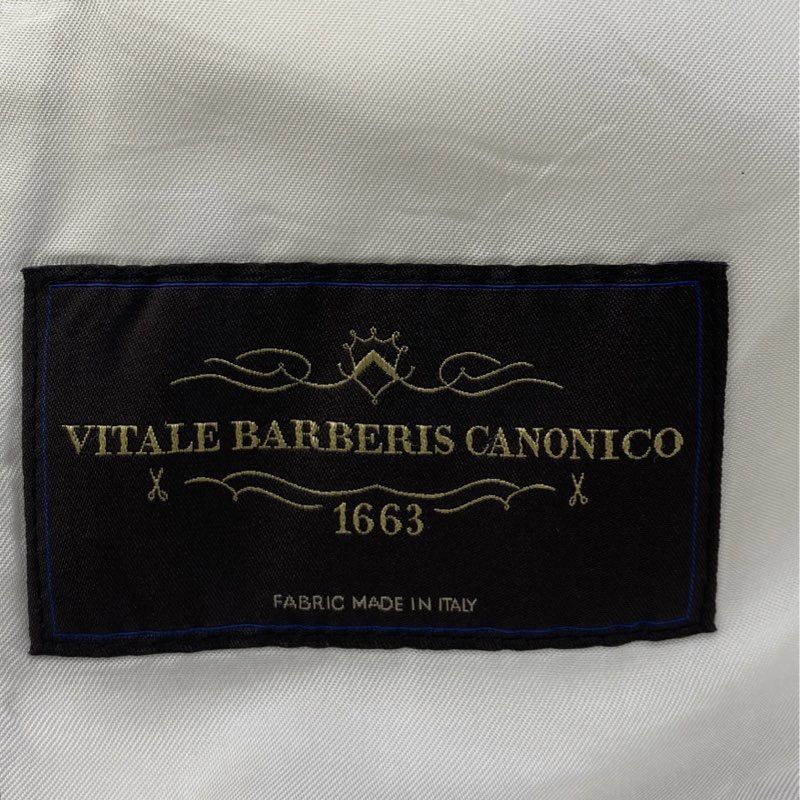 VITALE BARBERIS CANONICO
1663
FABRIC MADE IN ITALY